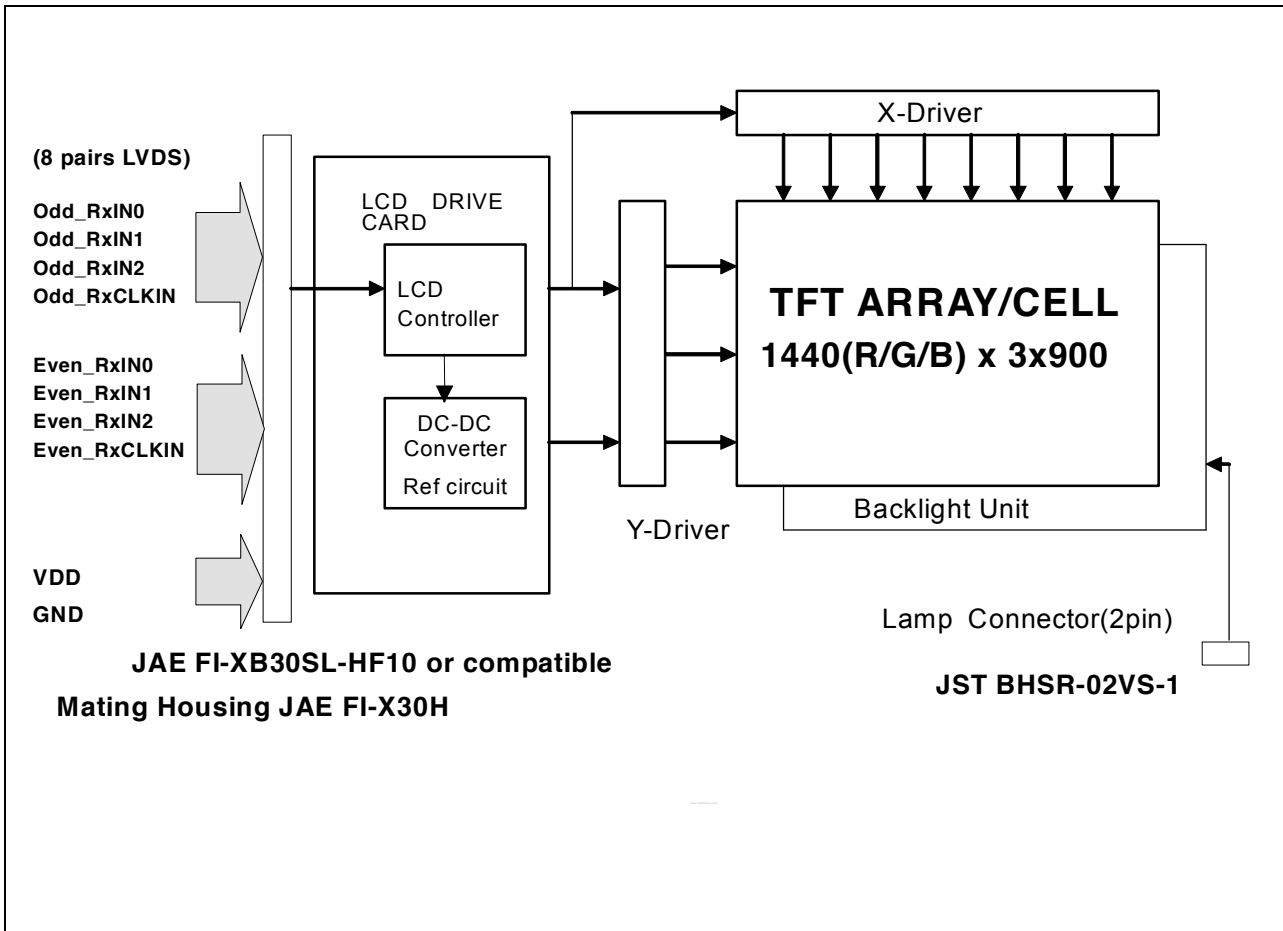 (8 pairs LVDS)
Odd_RxIN0
Odd_RxIN1
Odd_RxIN2
Odd_RxCLKIN
Even_RxIN0
Even_RxIN1
Even_RxIN2
Even_RxCLKIN
VDD
GND
JAE FI-XB30SL-HF10 or compatible
Mating Housing JAE FI-X30H
LCD DRIVE
CARD
LCD
Controller
DC-DC
Converter
Ref circuit
Y-Driver
X-Driver
TFT ARRAY/CELL
1440(R/G/B) x 3x900
Backlight Unit
Lamp Connector(2pin)
JST BHSR-02VS-1